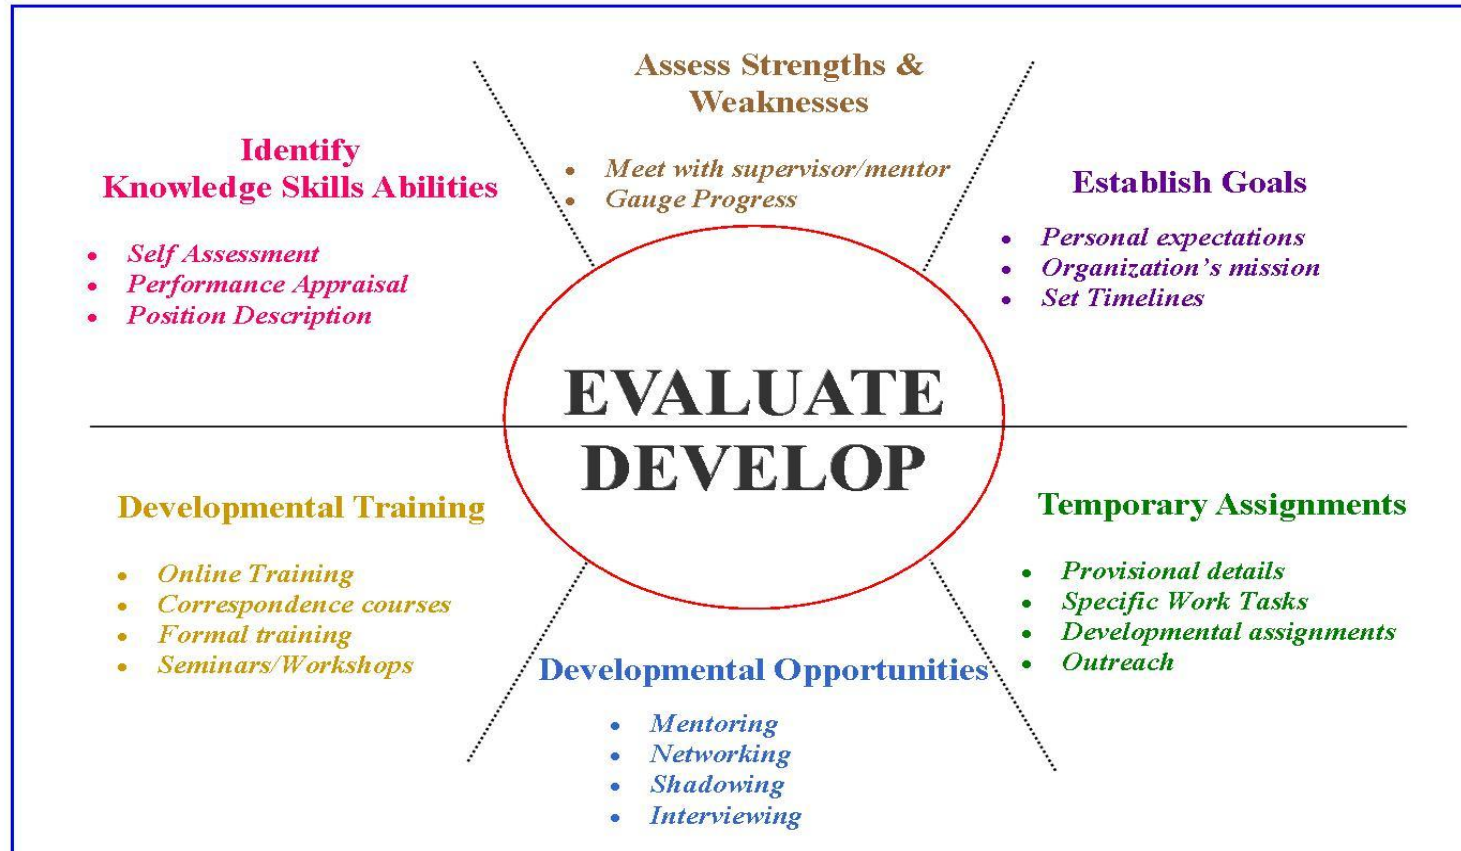 Assess Strengths &
Weaknesses
• Meet with supervisor/mentor
• Gauge Progress
Identify
Knowledge Skills Abilities
• Self Assessment
• Performance Appraisal
• Position Description
Establish Goals
• Personal expectations
• Organization’s mission
• Set Timelines
EVALUATE
DEVELOP
Developmental Training
• Online Training
• Correspondence courses
• Formal training
• Seminars/Workshops
Developmental Opportunities
• Mentoring
• Networking
• Shadowing
• Interviewing
Temporary Assignments
• Provisional details
• Specific Work Tasks
• Developmental assignments
• Outreach